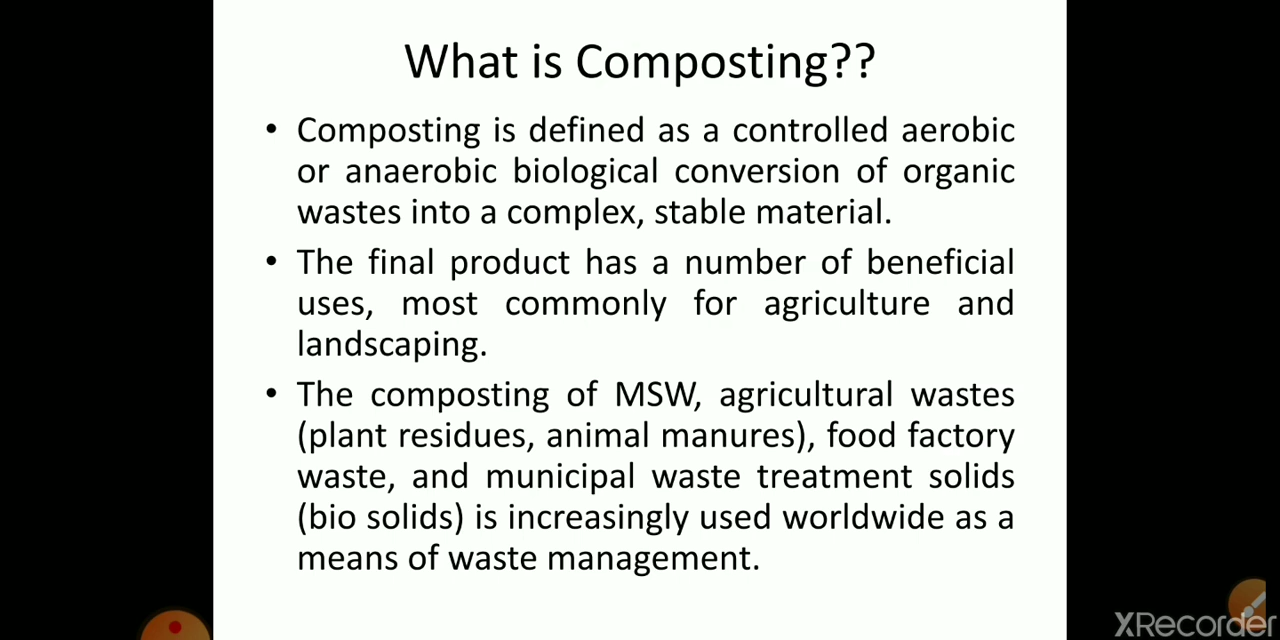 What is Composting??
• Composting is defined as a controlled aerobic
or anaerobic biological conversion of organic
wastes into a complex, stable material.
• The final product has a number of beneficial
uses, most commonly for agriculture and
landscaping.
• The composting of MSW, agricultural wastes
(plant residues, animal manures), food factory
waste, and municipal waste treatment solids
(bio solids) is increasingly used worldwide as a
means of waste management.
XRecorder